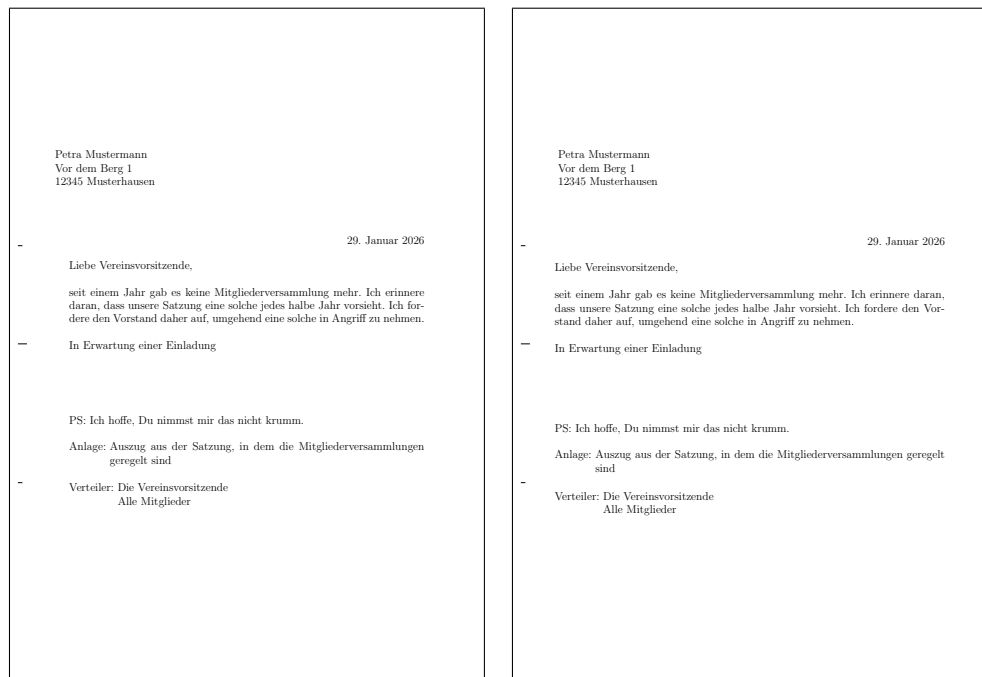 Petra Mustermann
Vor dem Berg 1
12345 Musterhausen
29. Januar 2026
Liebe Vereinsvorsitzende,
seit einem Jahr gab es keine Mitgliederversammlung mehr. Ich erinnere
daran, dass unsere Satzung eine solche jedes halbe Jahr vorsieht. Ich for-
dere den Vorstand daher auf, umgehend eine solche in Angriff zu nehmen.
In Erwartung einer Einladung
PS: Ich hoffe, Du nimmst mir das nicht krumm.
Anlage: Auszug aus der Satzung, in dem die Mitgliederversammlungen
geregelt sind
Verteiler: Die Vereinsvorsitzende
Alle Mitglieder
Petra Mustermann
Vor dem Berg 1
12345 Musterhausen
29. Januar 2026
Liebe Vereinsvorsitzende,
seit einem Jahr gab es keine Mitgliederversammlung mehr. Ich erinnere daran,
dass unsere Satzung eine solche jedes halbe Jahr vorsieht. Ich fordere den Vor-
stand daher auf, umgehend eine solche in Angriff zu nehmen.
In Erwartung einer Einladung
PS: Ich hoffe, Du nimmst mir das nicht krumm.
Anlage: Auszug aus der Satzung, in dem die Mitgliederversammlungen geregelt
sind
Verteiler: Die Vereinsvorsitzende
Alle Mitglieder